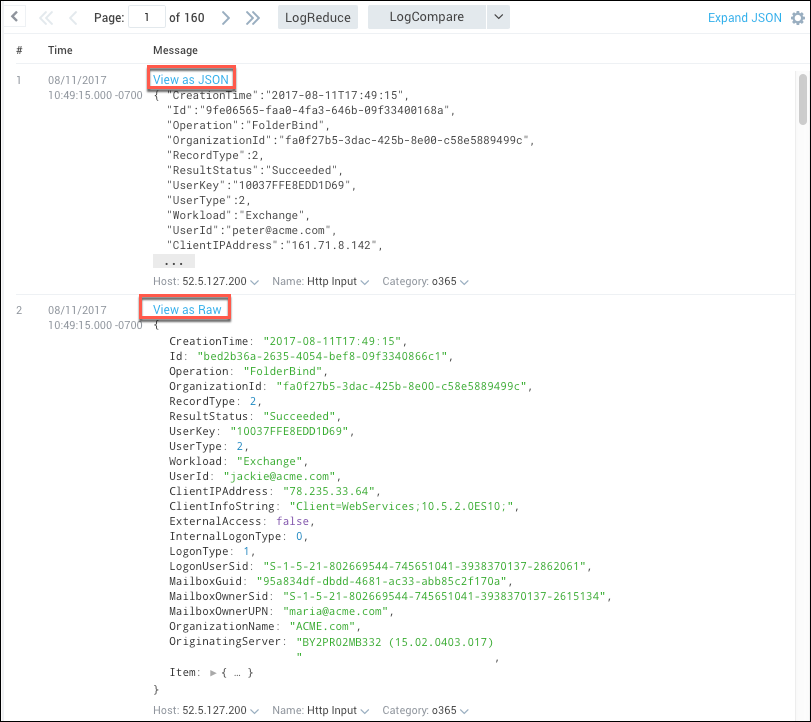 Page: 1 of 160 LogReduce LogCompare Expand JSON
# Time Message
1 08/11/2017 View as JSON
10:49:15.000 -0700 { "CreationTime":"2017-08-11T17:49:15",
"Id":"9fe06565-faa0-4fa3-646b-09f33400168a",
"Operation":"FolderBind",
"OrganizationId":"fa0f27b5-3dac-425b-8e00-c58e5889499c",
"RecordType":2,
"ResultStatus":"Succeeded",
"UserKey":"10037FFE8EDD1D69",
"UserType":2,
"Workload":"Exchange",
"UserId":"peter@acme.com",
"ClientIPAddress":"161.71.8.142",
...
Host: 52.5.127.200 Name: Http Input Category: o365
2 08/11/2017 View as Raw
10:49:15.000 -0700 {
CreationTime: "2017-08-11T17:49:15",
Id: "bed2b36a-2635-4054-bef8-09f3340866c1",
Operation: "FolderBind",
OrganizationId: "fa0f27b5-3dac-425b-8e00-c58e5889499c",
RecordType: 2,
ResultStatus: "Succeeded",
UserKey: "10037FFE8EDD1D69",
UserType: 2,
Workload: "Exchange",
UserId: "jackie@acme.com",
ClientIPAddress: "78.235.33.64",
ClientInfoString: "Client=WebServices;10.5.2.0ES10;",
ExternalAccess: false,
InternalLogonType: 0,
LogonType: 1,
LogonUserSid: "S-1-5-21-802669544-745651041-3938370137-2862061",
MailboxGuid: "95a834df-dbdd-4681-ac33-abb85c2f170a",
MailboxOwnerSid: "S-1-5-21-802669544-745651041-3938370137-2615134",
MailboxOwnerUPN: "maria@acme.com",
OrganizationName: "ACME.com",
OriginatingServer: "BY2PR02MB332 (15.02.0403.017)
",
Item: ▶ { … }
}
Host: 52.5.127.200 Name: Http Input Category: o365